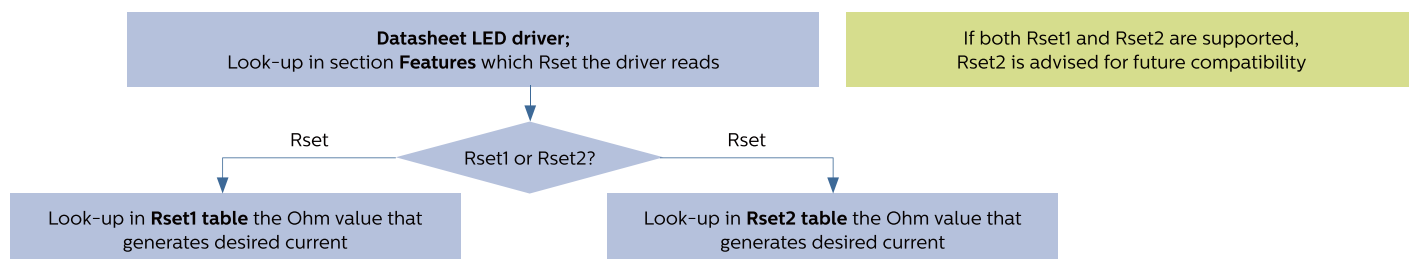 Datasheet LED driver;
Look-up in section Features which Rset the driver reads
If both Rset1 and Rset2 are supported,
Rset2 is advised for future compatibility
Rset
Rset1 or Rset2?
Rset
Look-up in Rset1 table the Ohm value that
generates desired current
Look-up in Rset2 table the Ohm value that
generates desired current